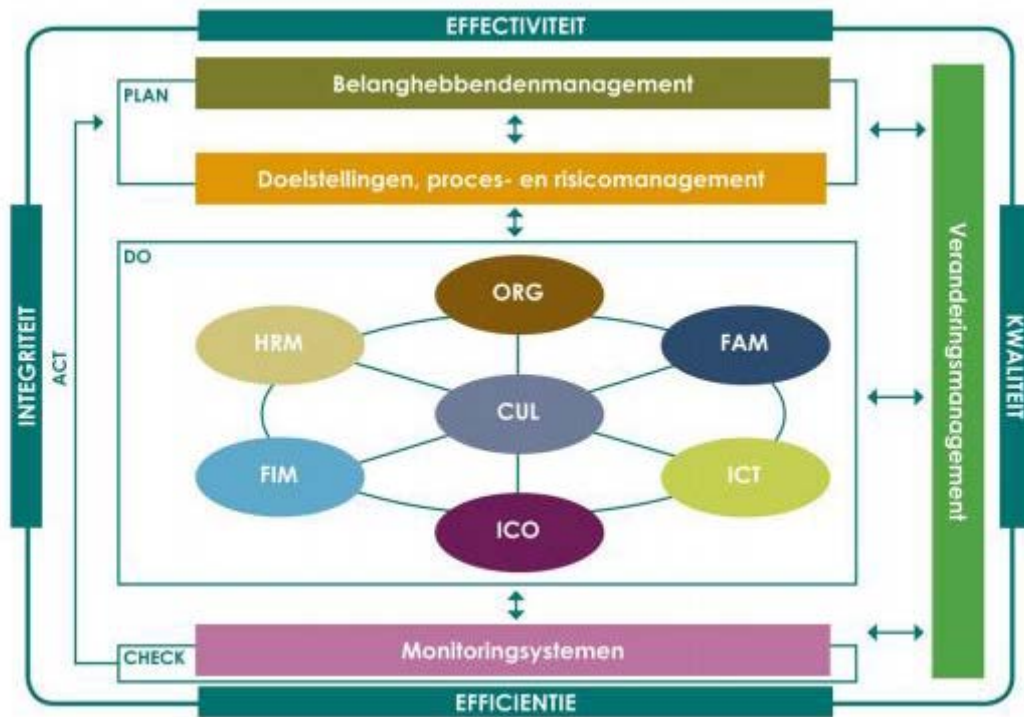 EFFECTIVITEIT
PLAN
Belanghebbendenmanagement
Doelstellingen, proces- en risicomanagement
DO
ORG
HRM
FAM
CUL
FIM
ICT
ICO
CHECK
Monitoringsystemen
EFFICIENTIE
INTEGRITEIT
ACT
Veranderingsmanagement
KWALITEIT